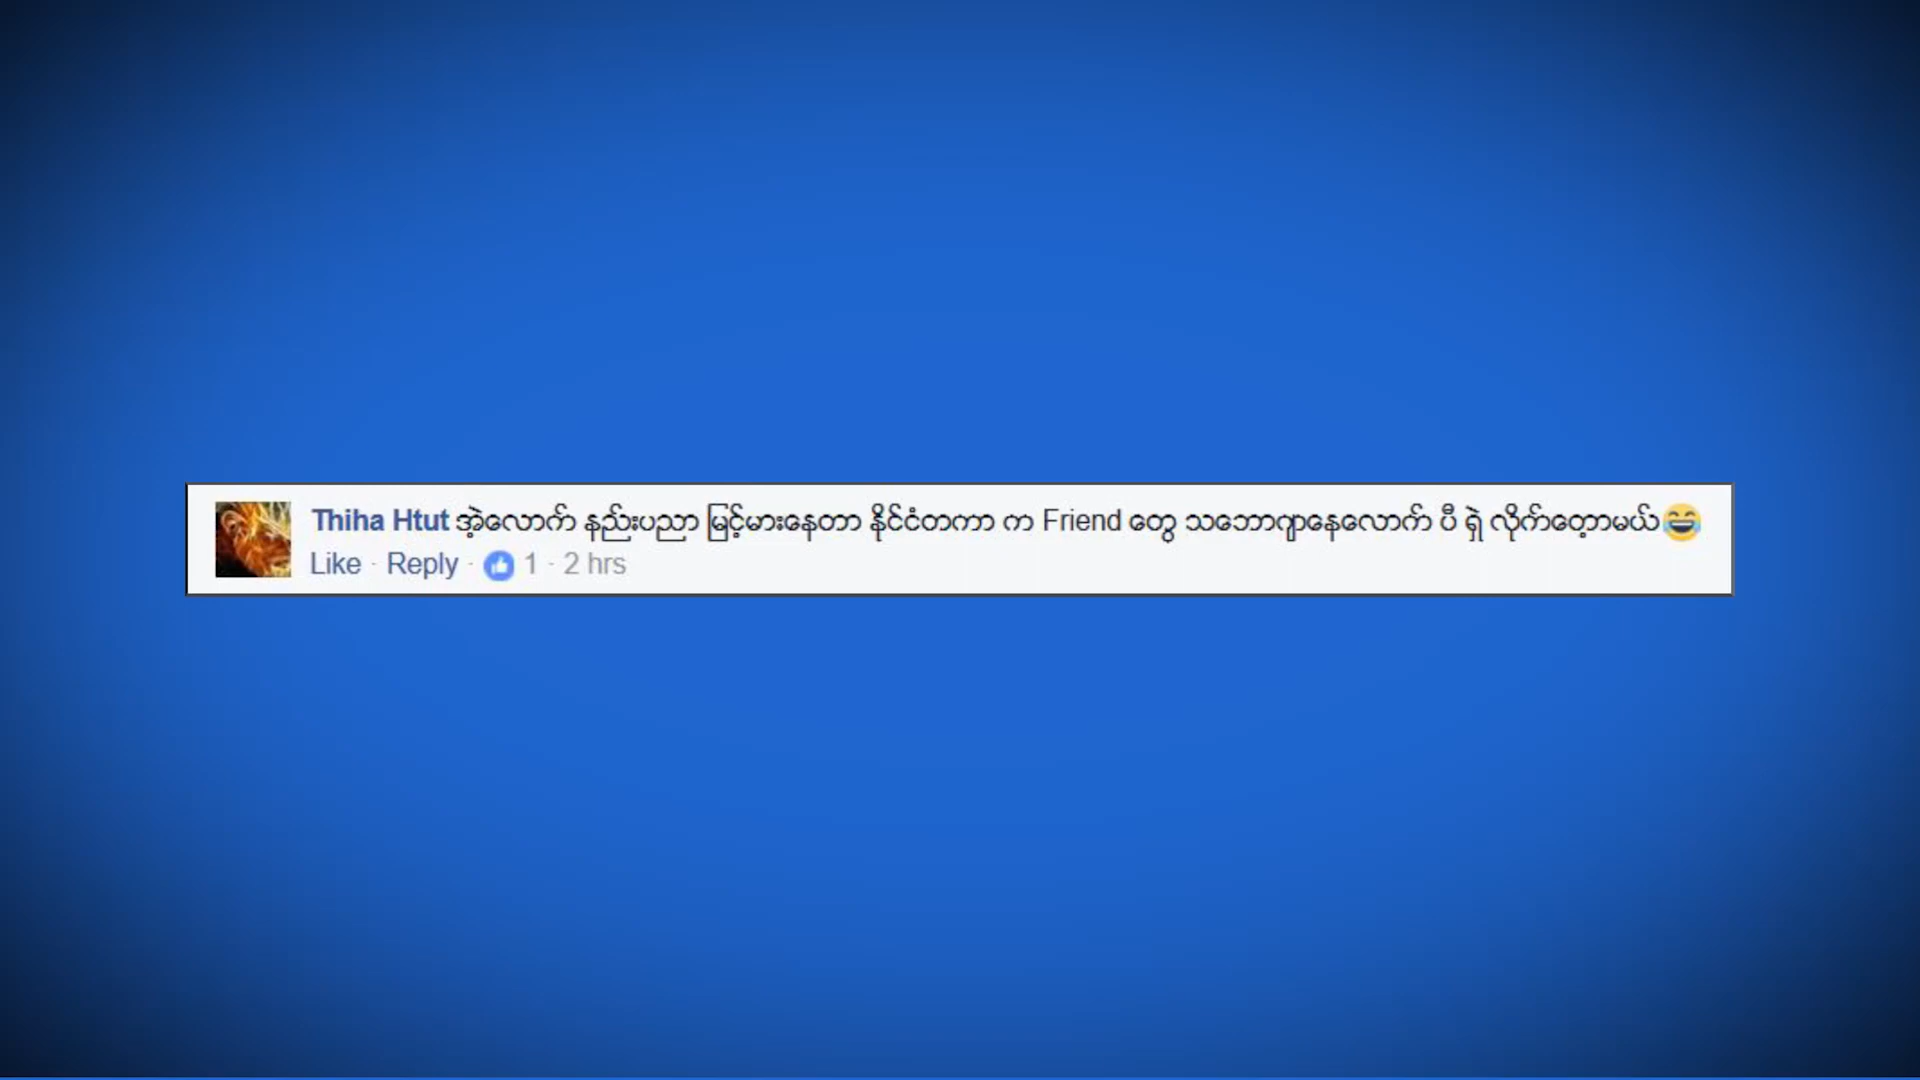 Thiha Htut အဲ့လောက် နည်းပညာ မြင့်မားနေတာ နိုင်ငံတကာ က Friend တွေ သဘောကျနေလောက် ပီ ရှဲ လိုက်တော့မယ်😂
Like · Reply · 1 · 2 hrs